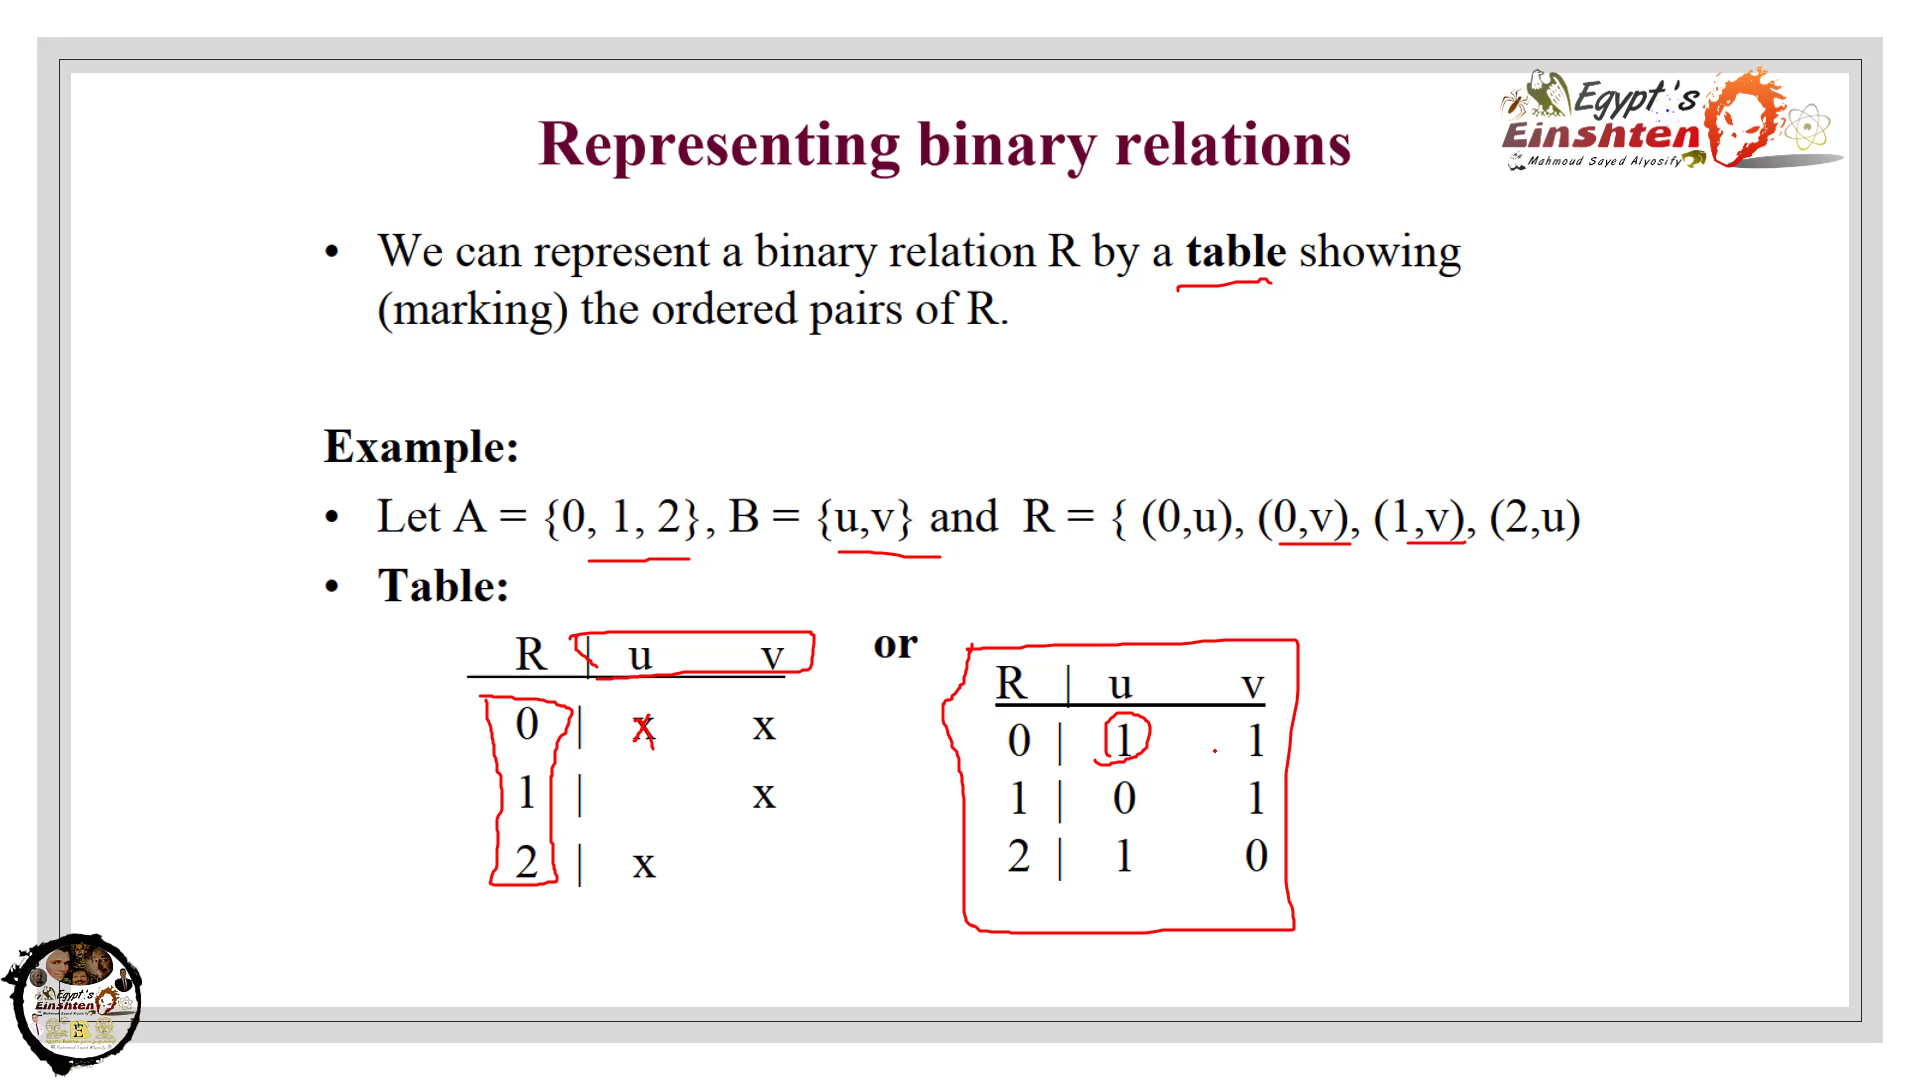 Egypt's
Einshten
Mahmoud Sayed Alyosify
Representing binary relations
• We can represent a binary relation R by a table showing
(marking) the ordered pairs of R.
Example:
• Let A = {0, 1, 2}, B = {u,v} and R = { (0,u), (0,v), (1,v), (2,u)
• Table:
R | u v
0 | x x
1 | x
2 | x
or
R | u v
0 | 1 1
1 | 0 1
2 | 1 0
Egypt's
Einshten